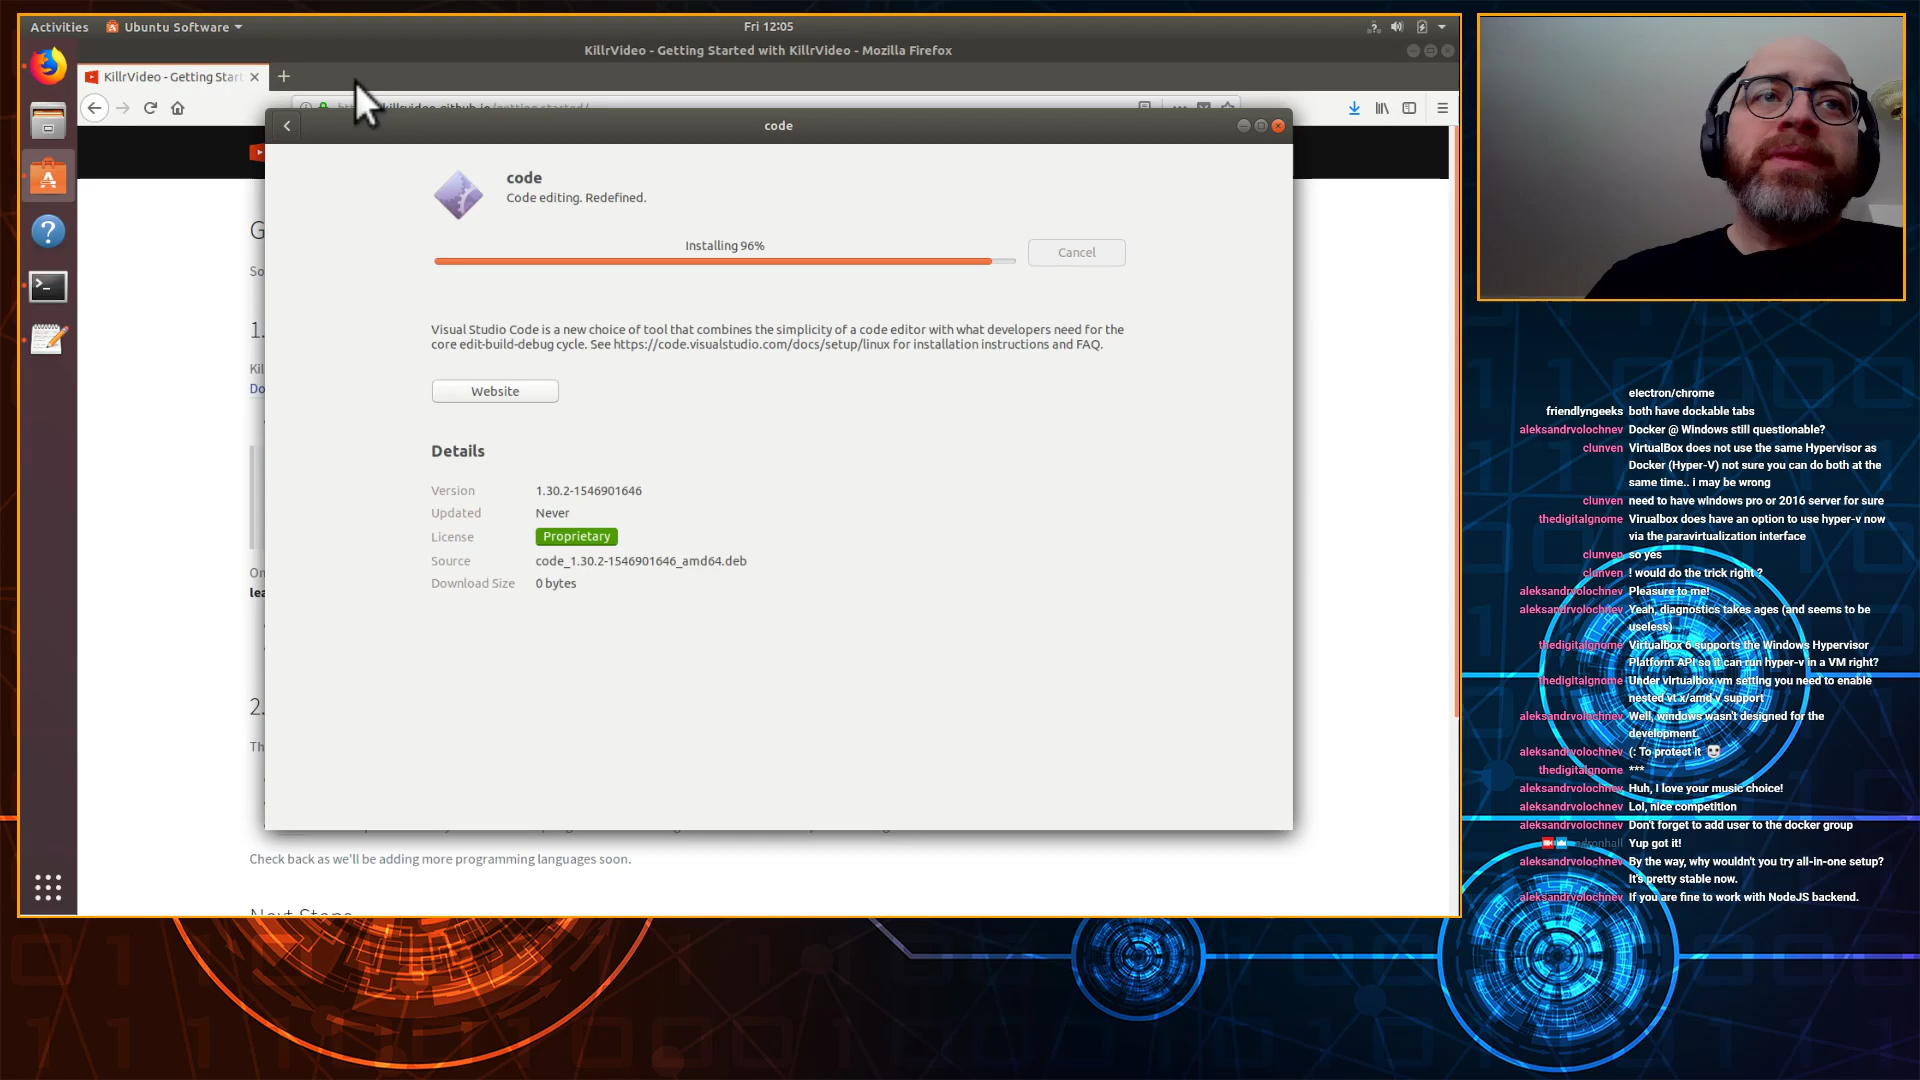 Activities
Ubuntu Software
Fri 12:05
KillrVideo - Getting Started with KillrVideo - Mozilla Firefox
KillrVideo - Getting Start
code
code
Code editing. Redefined.
Installing 96%
Cancel
Visual Studio Code is a new choice of tool that combines the simplicity of a code editor with what developers need for the
core edit-build-debug cycle. See https://code.visualstudio.com/docs/setup/linux for installation instructions and FAQ.
Website
Details
Version 1.30.2-1546901646
Updated Never
License Proprietary
Source code_1.30.2-1546901646_amd64.deb
Download Size 0 bytes
G
So
1.
Kil
Do
On
lea
2.
Th
Check back as we'll be adding more programming languages soon.
Next Steps
electron/chrome
friendlyngeeks both have dockable tabs
aleksandrvolochnev Docker @ Windows still questionable?
clunven VirtualBox does not use the same Hypervisor as
Docker (Hyper-V) not sure you can do both at the
same time.. i may be wrong
clunven need to have windows pro or 2016 server for sure
thedigitalgnome Virualbox does have an option to use hyper-v now
via the paravirtualization interface
clunven so yes
clunven ! would do the trick right ?
aleksandrvolochnev Pleasure to me!
aleksandrvolochnev Yeah, diagnostics takes ages (and seems to be
useless)
thedigitalgnome Virtualbox 6 supports the Windows Hypervisor
Platform API so it can run hyper-v in a VM right?
thedigitalgnome Under virtualbox vm setting you need to enable
nested vt x/amd v support
aleksandrvolochnev Well, windows wasn't designed for the
development.
aleksandrvolochnev (: To protect it
thedigitalgnome ***
aleksandrvolochnev Huh, I love your music choice!
aleksandrvolochnev Lol, nice competition
aleksandrvolochnev Don't forget to add user to the docker group
Yup got it!
aleksandrvolochnev By the way, why wouldn't you try all-in-one setup?
It's pretty stable now.
aleksandrvolochnev If you are fine to work with NodeJS backend.